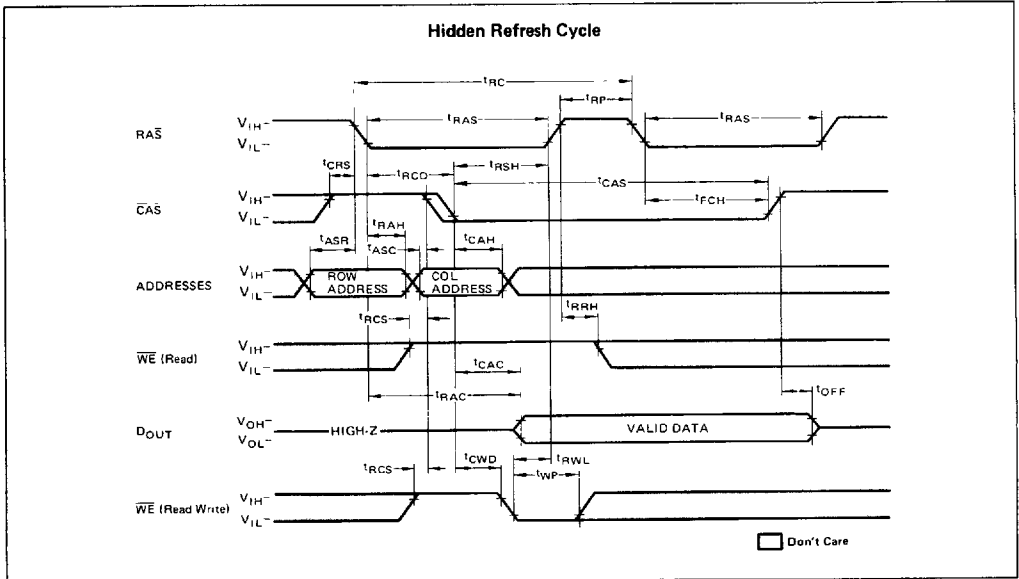 Hidden Refresh Cycle
tRC
tRP
RAS VIH– VIL– tRAS tRAS
tCRS tRCD tRSH tCAS
CAS VIH– VIL– tFCH
tASR tRAH tASC tCAH
ADDRESSES VIH– VIL– ROW ADDRESS COL ADDRESS
tRCS tRRH
WE (Read) VIH– VIL– tCAC
tRAC tOFF
DOUT VOH– VOL– HIGH-Z VALID DATA
tRCS tCWD tRWL
tWP
WE (Read Write) VIH– VIL–
Don't Care